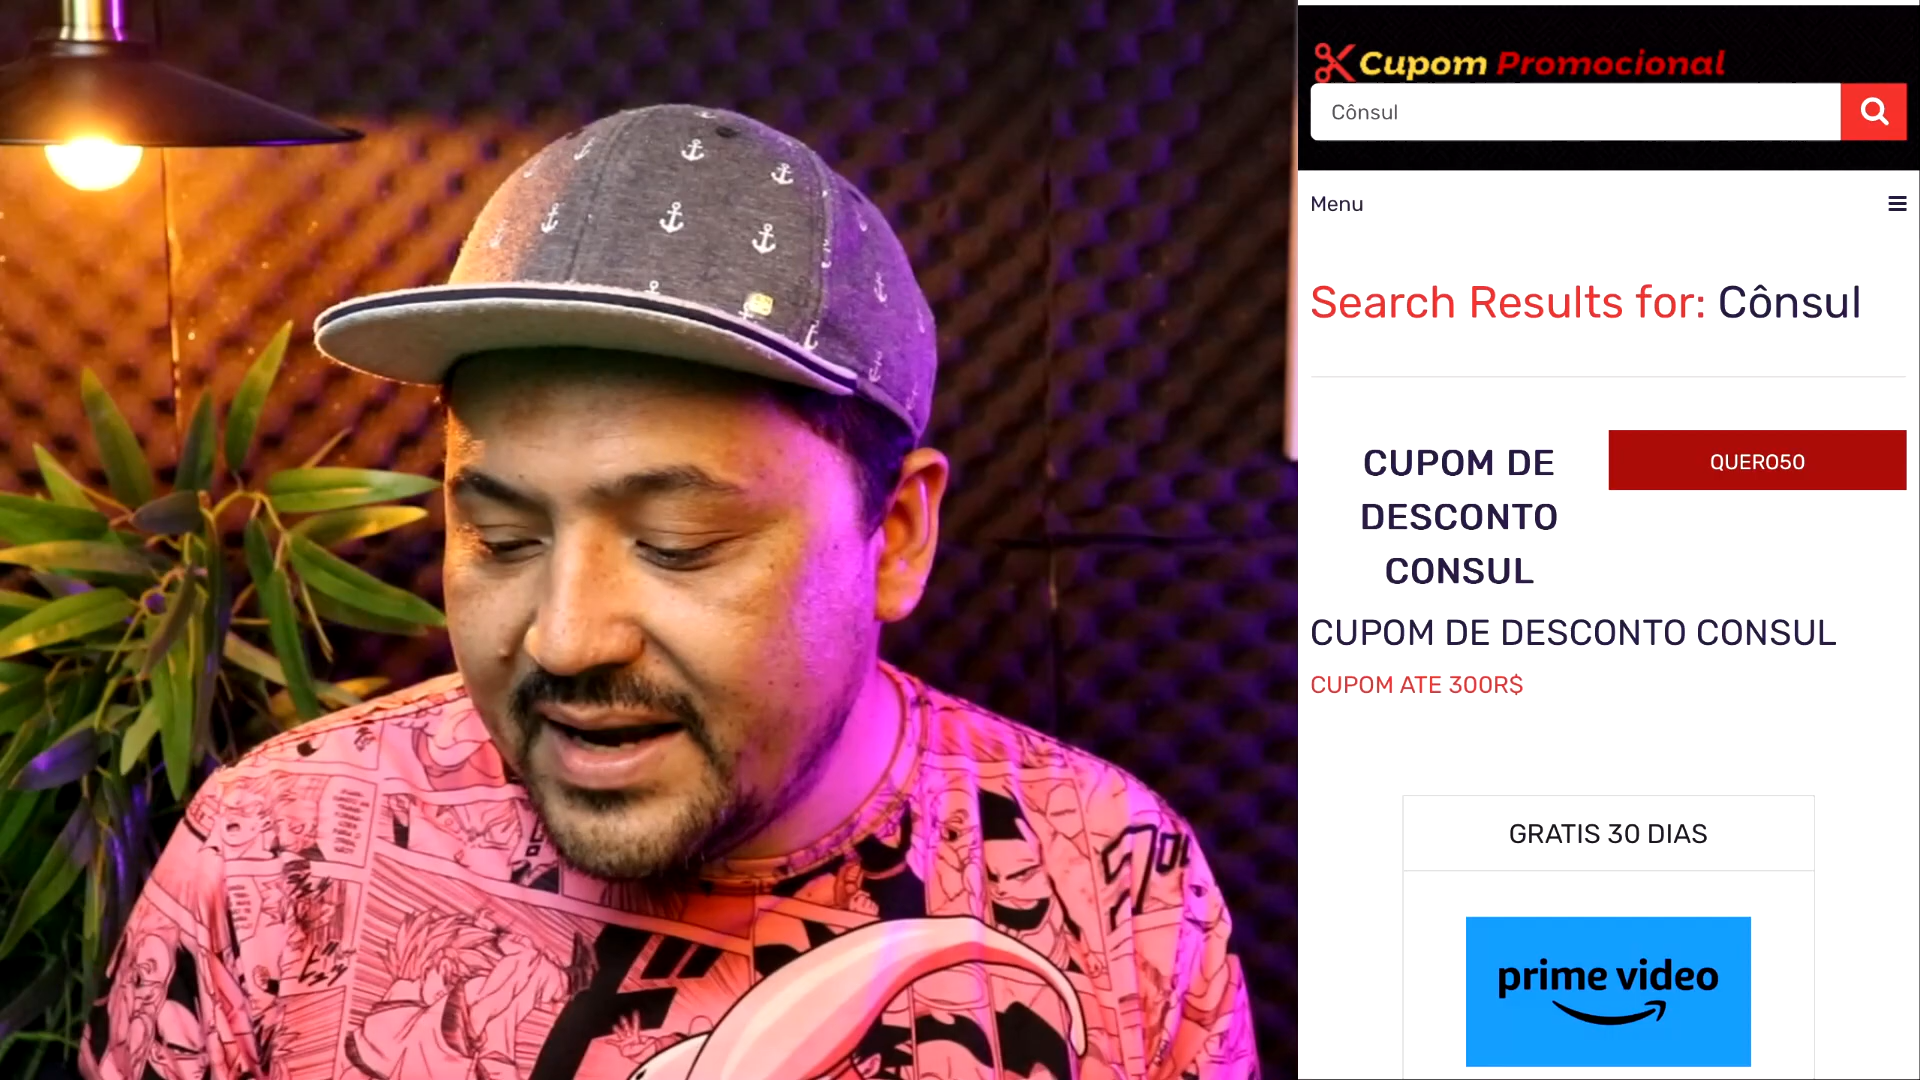 Cupom Promocional
Cônsul
Menu
Search Results for: Cônsul
CUPOM DE
DESCONTO
CONSUL
QUERO50
CUPOM DE DESCONTO CONSUL
CUPOM ATE 300R$
GRATIS 30 DIAS
prime video